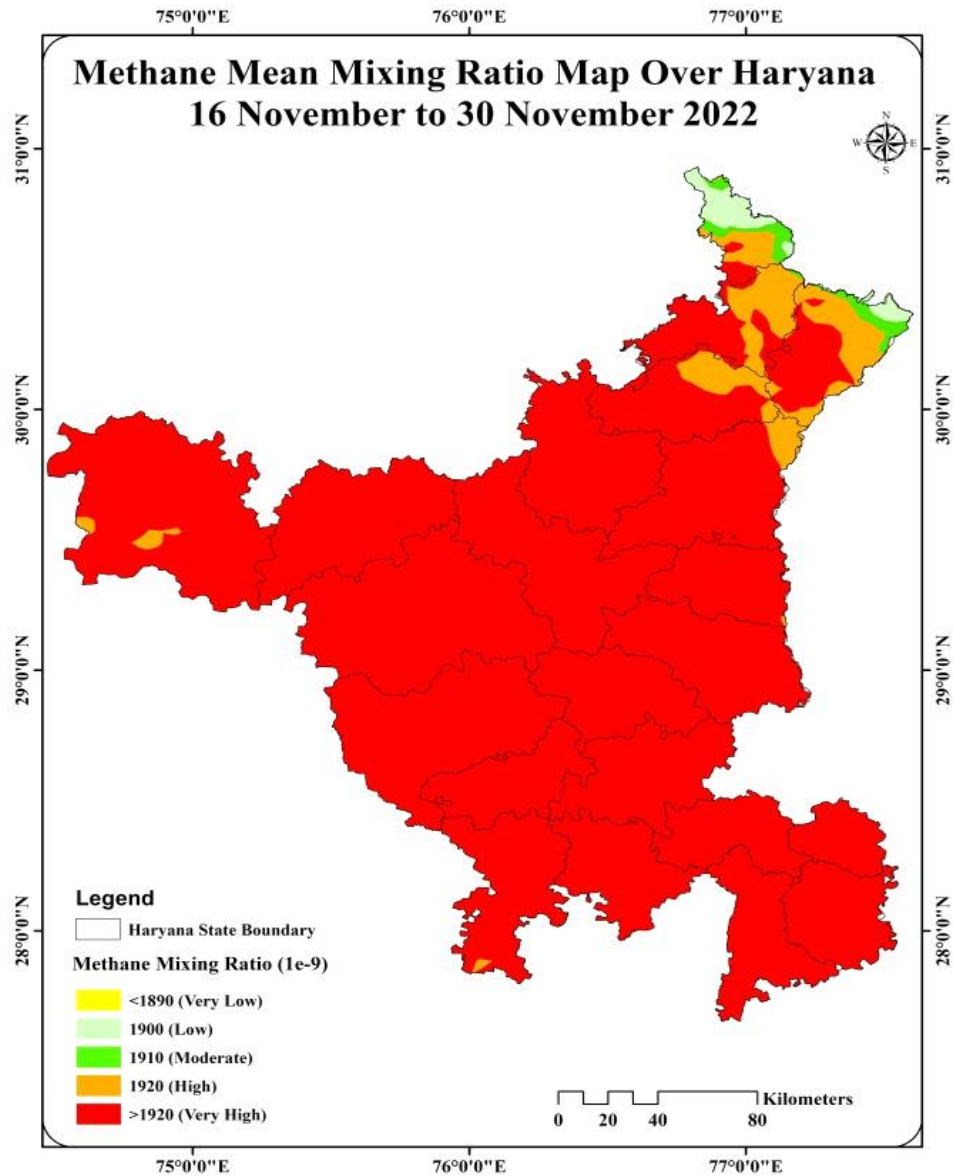 75°0'0"E 76°0'0"E 77°0'0"E
Methane Mean Mixing Ratio Map Over Haryana
16 November to 30 November 2022
N
W E
S
31°0'0"N 31°0'0"N
30°0'0"N 30°0'0"N
29°0'0"N 29°0'0"N
28°0'0"N 28°0'0"N
Legend
Haryana State Boundary
Methane Mixing Ratio (1e-9)
<1890 (Very Low)
1900 (Low)
1910 (Moderate)
1920 (High)
>1920 (Very High)
Kilometers
0 20 40 80
75°0'0"E 76°0'0"E 77°0'0"E